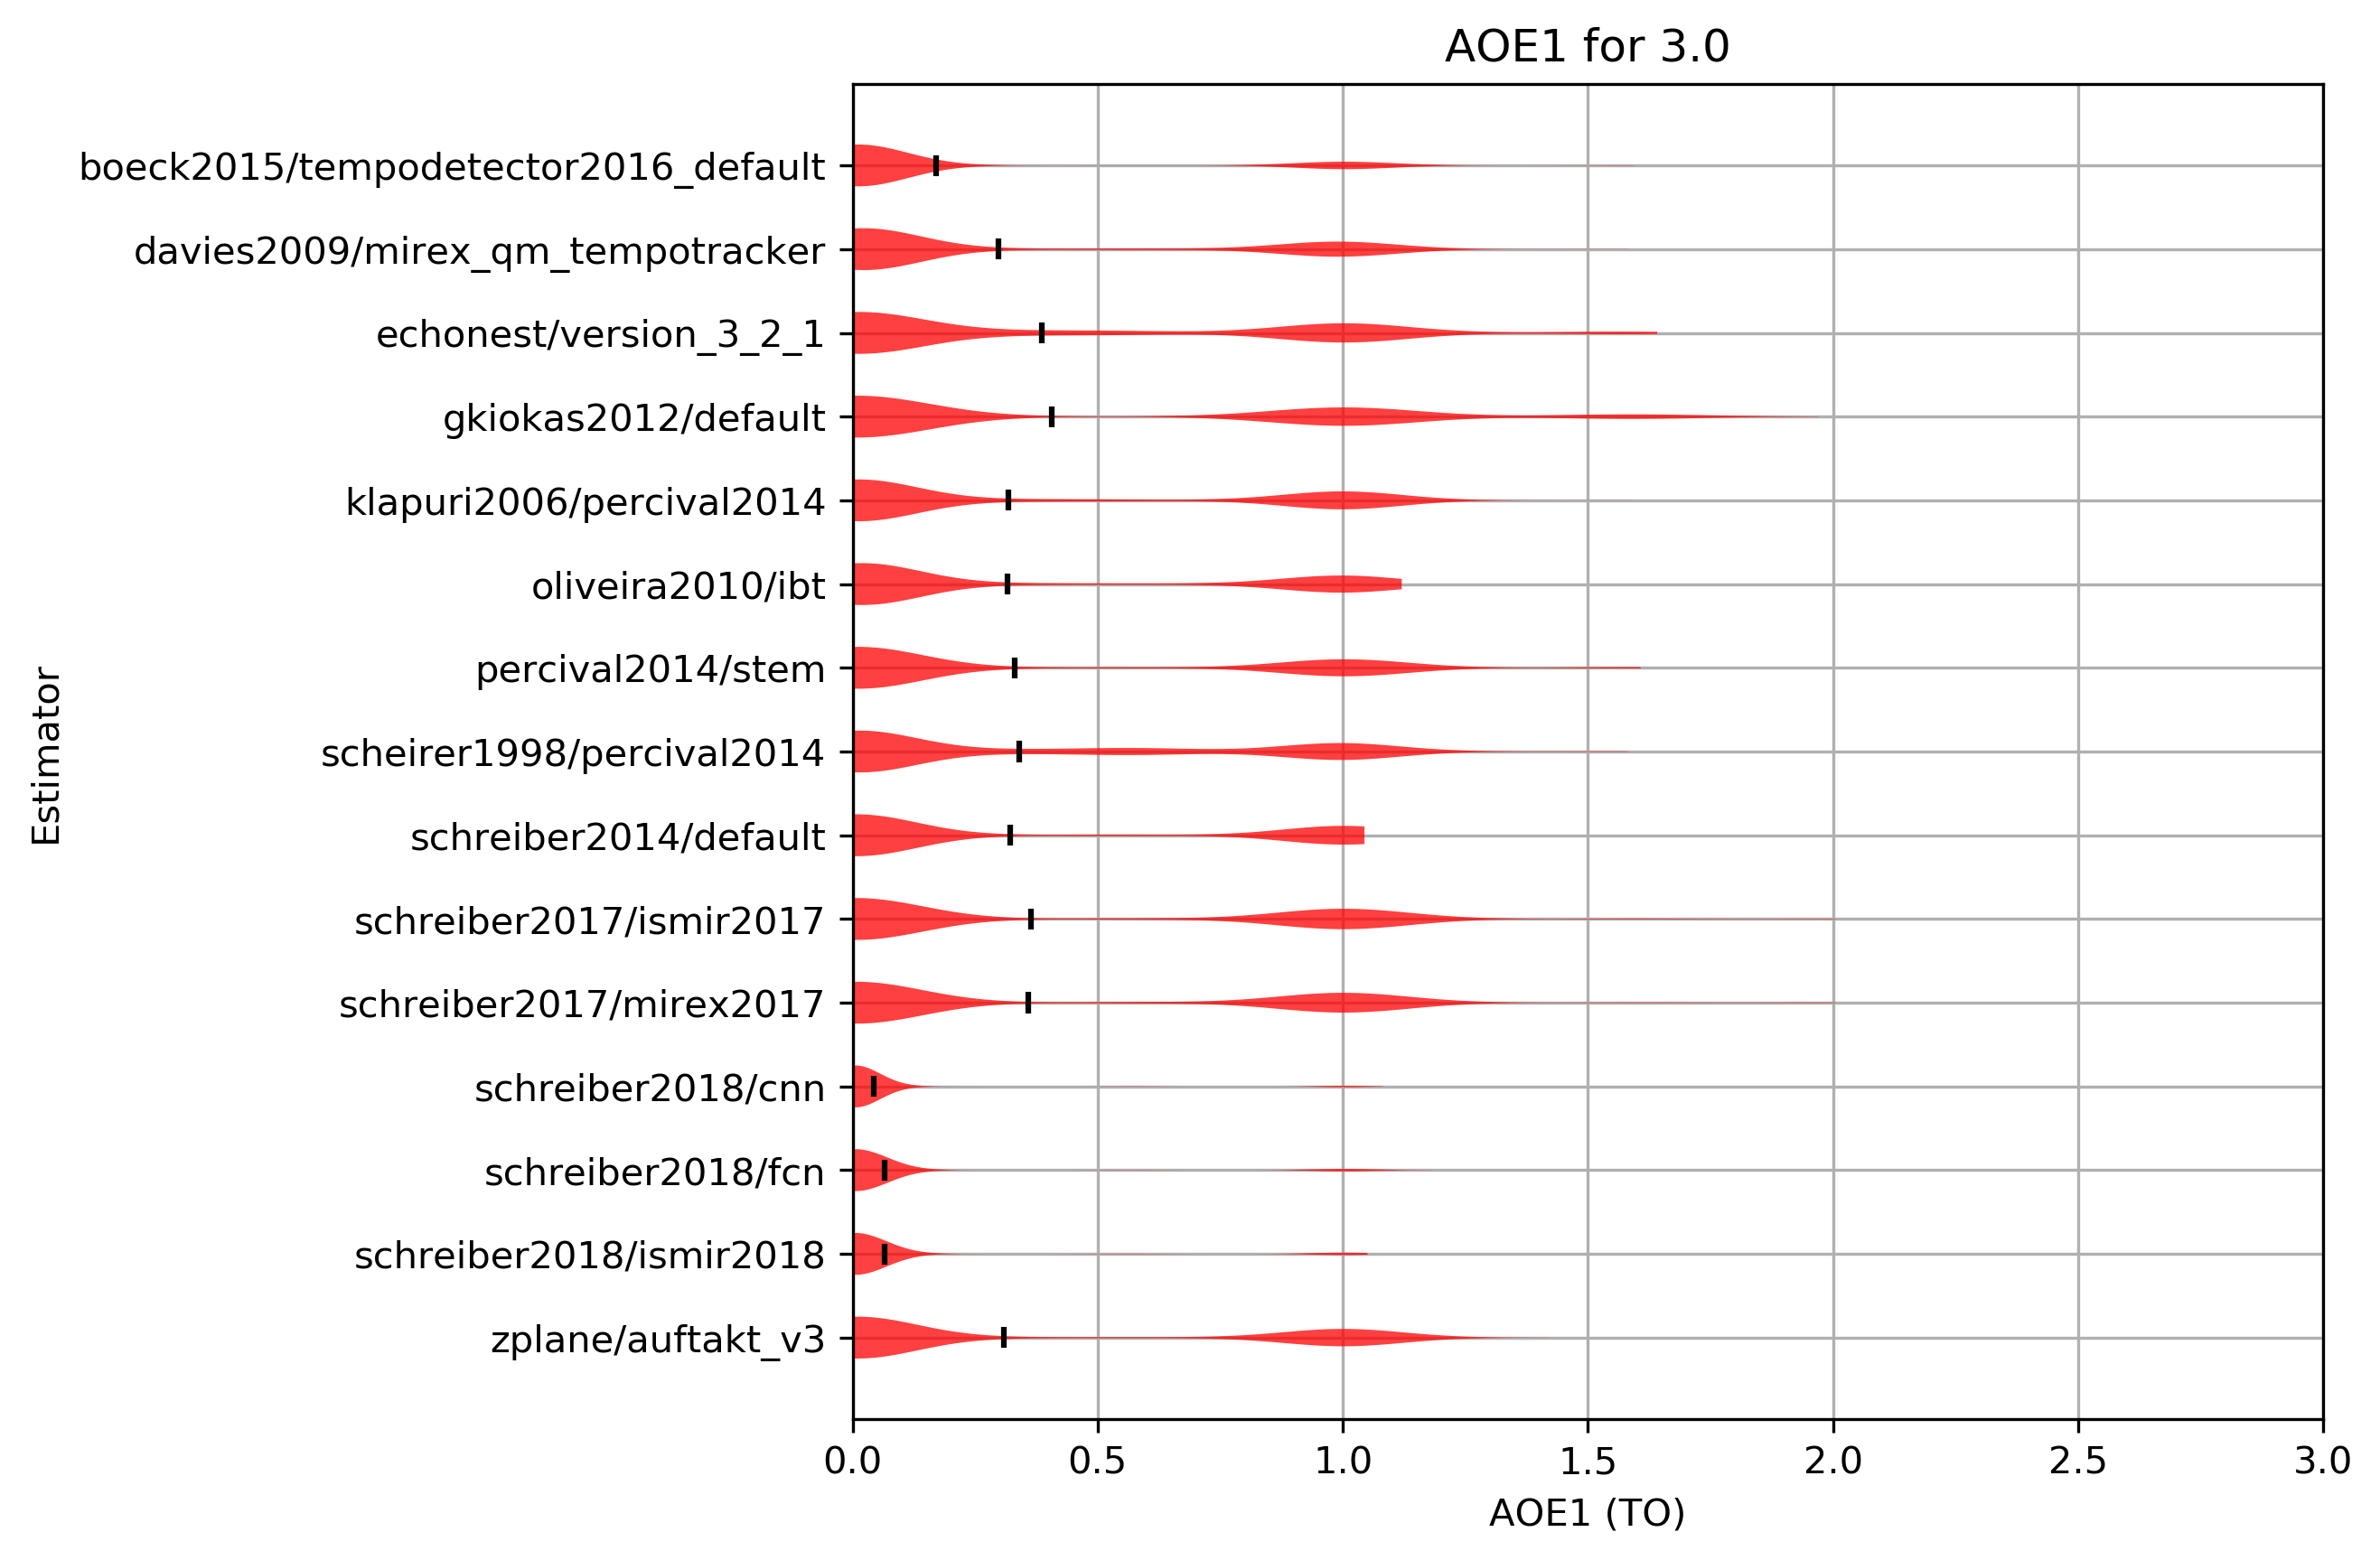 AOE1 for 3.0
boeck2015/tempodetector2016_default
davies2009/mirex_qm_tempotracker
echonest/version_3_2_1
gkiokas2012/default
klapuri2006/percival2014
oliveira2010/ibt
percival2014/stem
scheirer1998/percival2014
schreiber2014/default
schreiber2017/ismir2017
schreiber2017/mirex2017
schreiber2018/cnn
schreiber2018/fcn
schreiber2018/ismir2018
zplane/auftakt_v3
Estimator
0.0 0.5 1.0 1.5 2.0 2.5 3.0
AOE1 (TO)